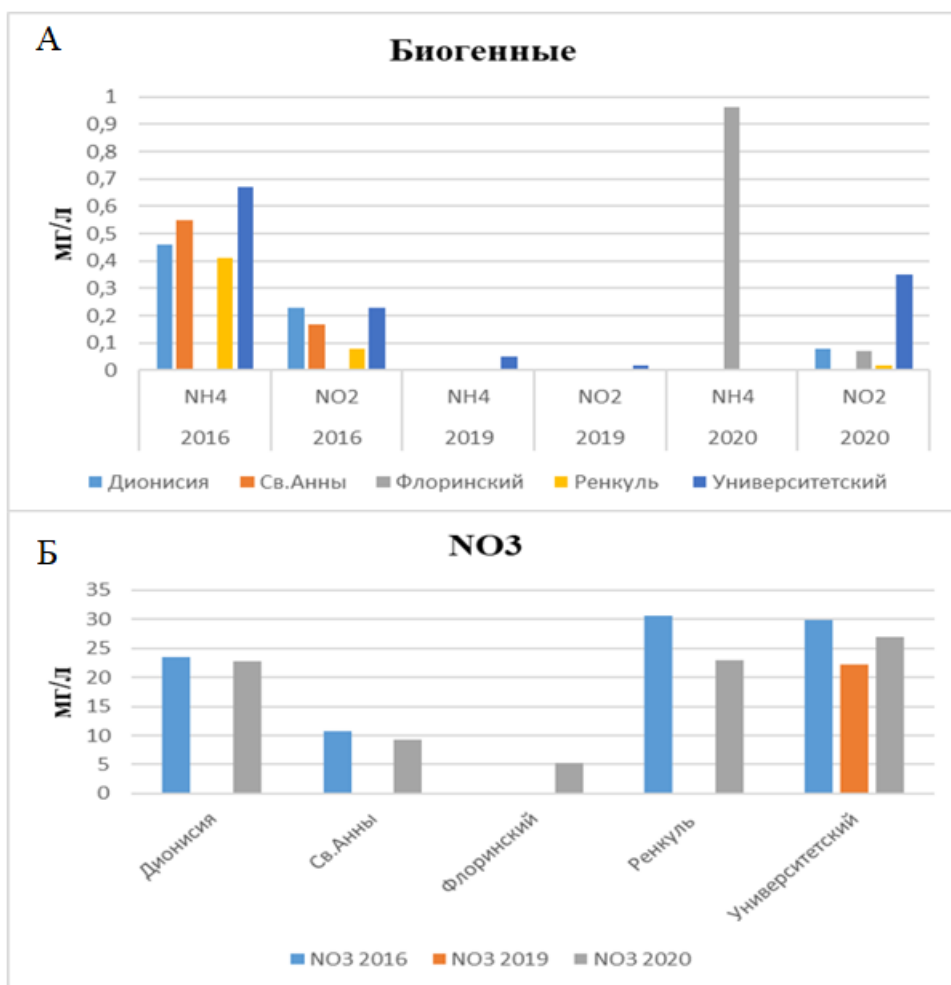 А
Биогенные
мг/л
1
0,9
0,8
0,7
0,6
0,5
0,4
0,3
0,2
0,1
0
NH4 NO2 NH4 NO2 NH4 NO2
2016 2016 2019 2019 2020 2020
Дионисия Св.Анны Флоринский Ренкуль Университетский
Б
NO3
мг/л
35
30
25
20
15
10
5
0
Дионисия Св.Анны Флоринский Ренкуль Университетский
NO3 2016 NO3 2019 NO3 2020